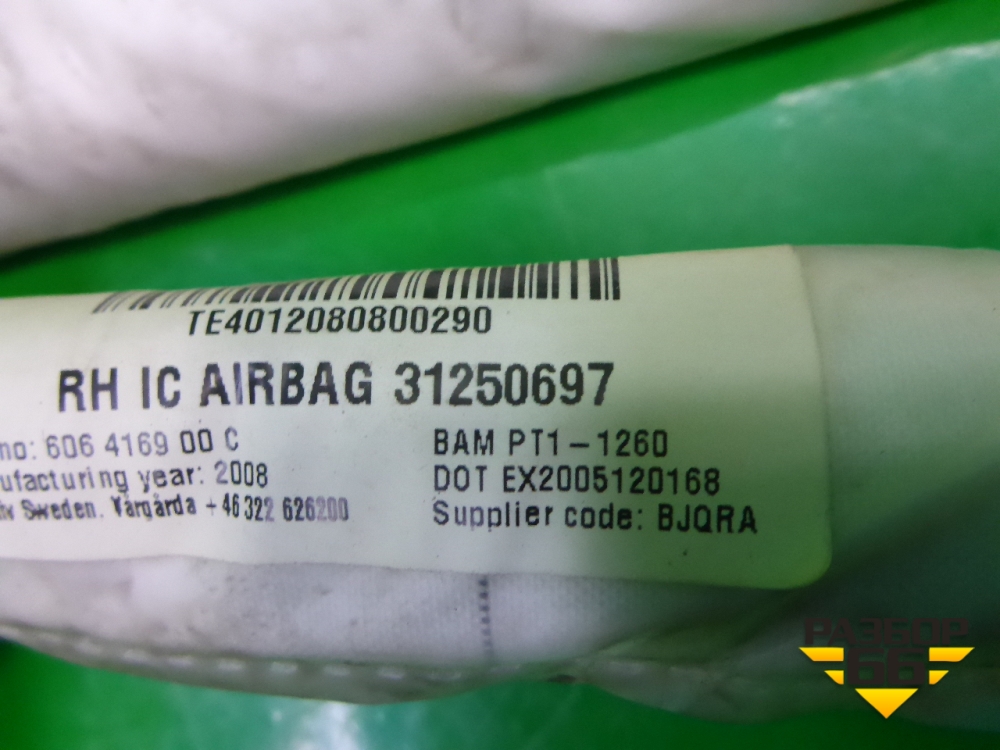 TE4012080800290
RH IC AIRBAG 31250697
no: 606 4169 00 C
BAM PT1-1260
ufacturing year: 2008
DOT EX2005120168
Sweden. Vårgårda +46 322 626200
Supplier code: BJQRA
РАЗБОР
66